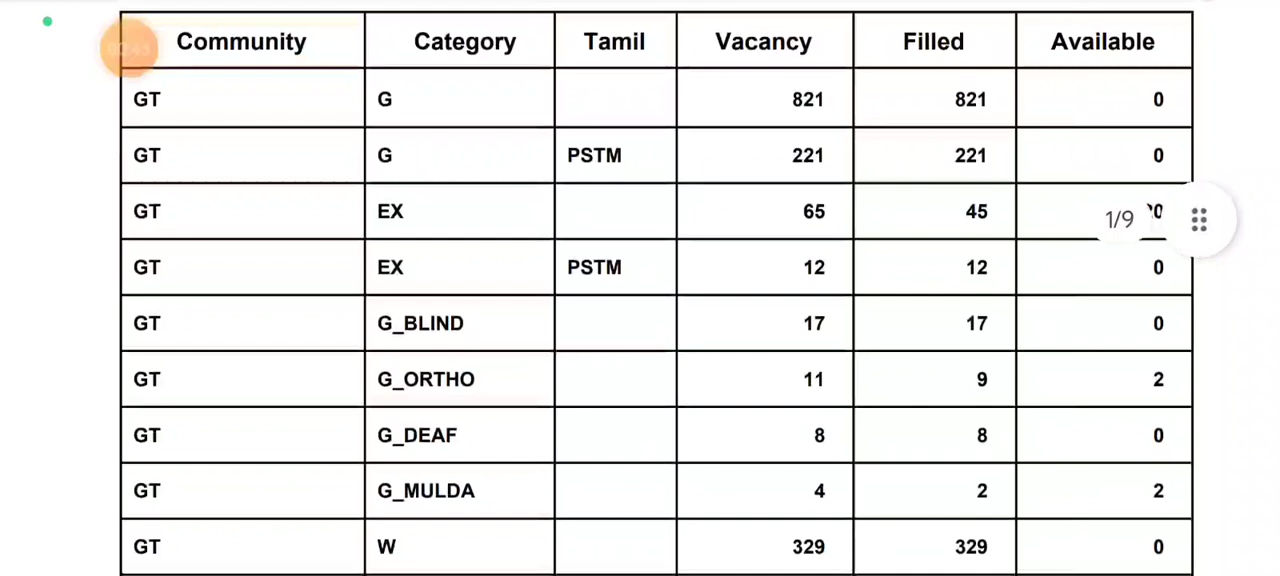 Community Category Tamil Vacancy Filled Available
GT G 821 821 0
GT G PSTM 221 221 0
GT EX 65 45
1/9
GT EX PSTM 12 12 0
GT G_BLIND 17 17 0
GT G_ORTHO 11 9 2
GT G_DEAF 8 8 0
GT G_MULDA 4 2 2
GT W 329 329 0